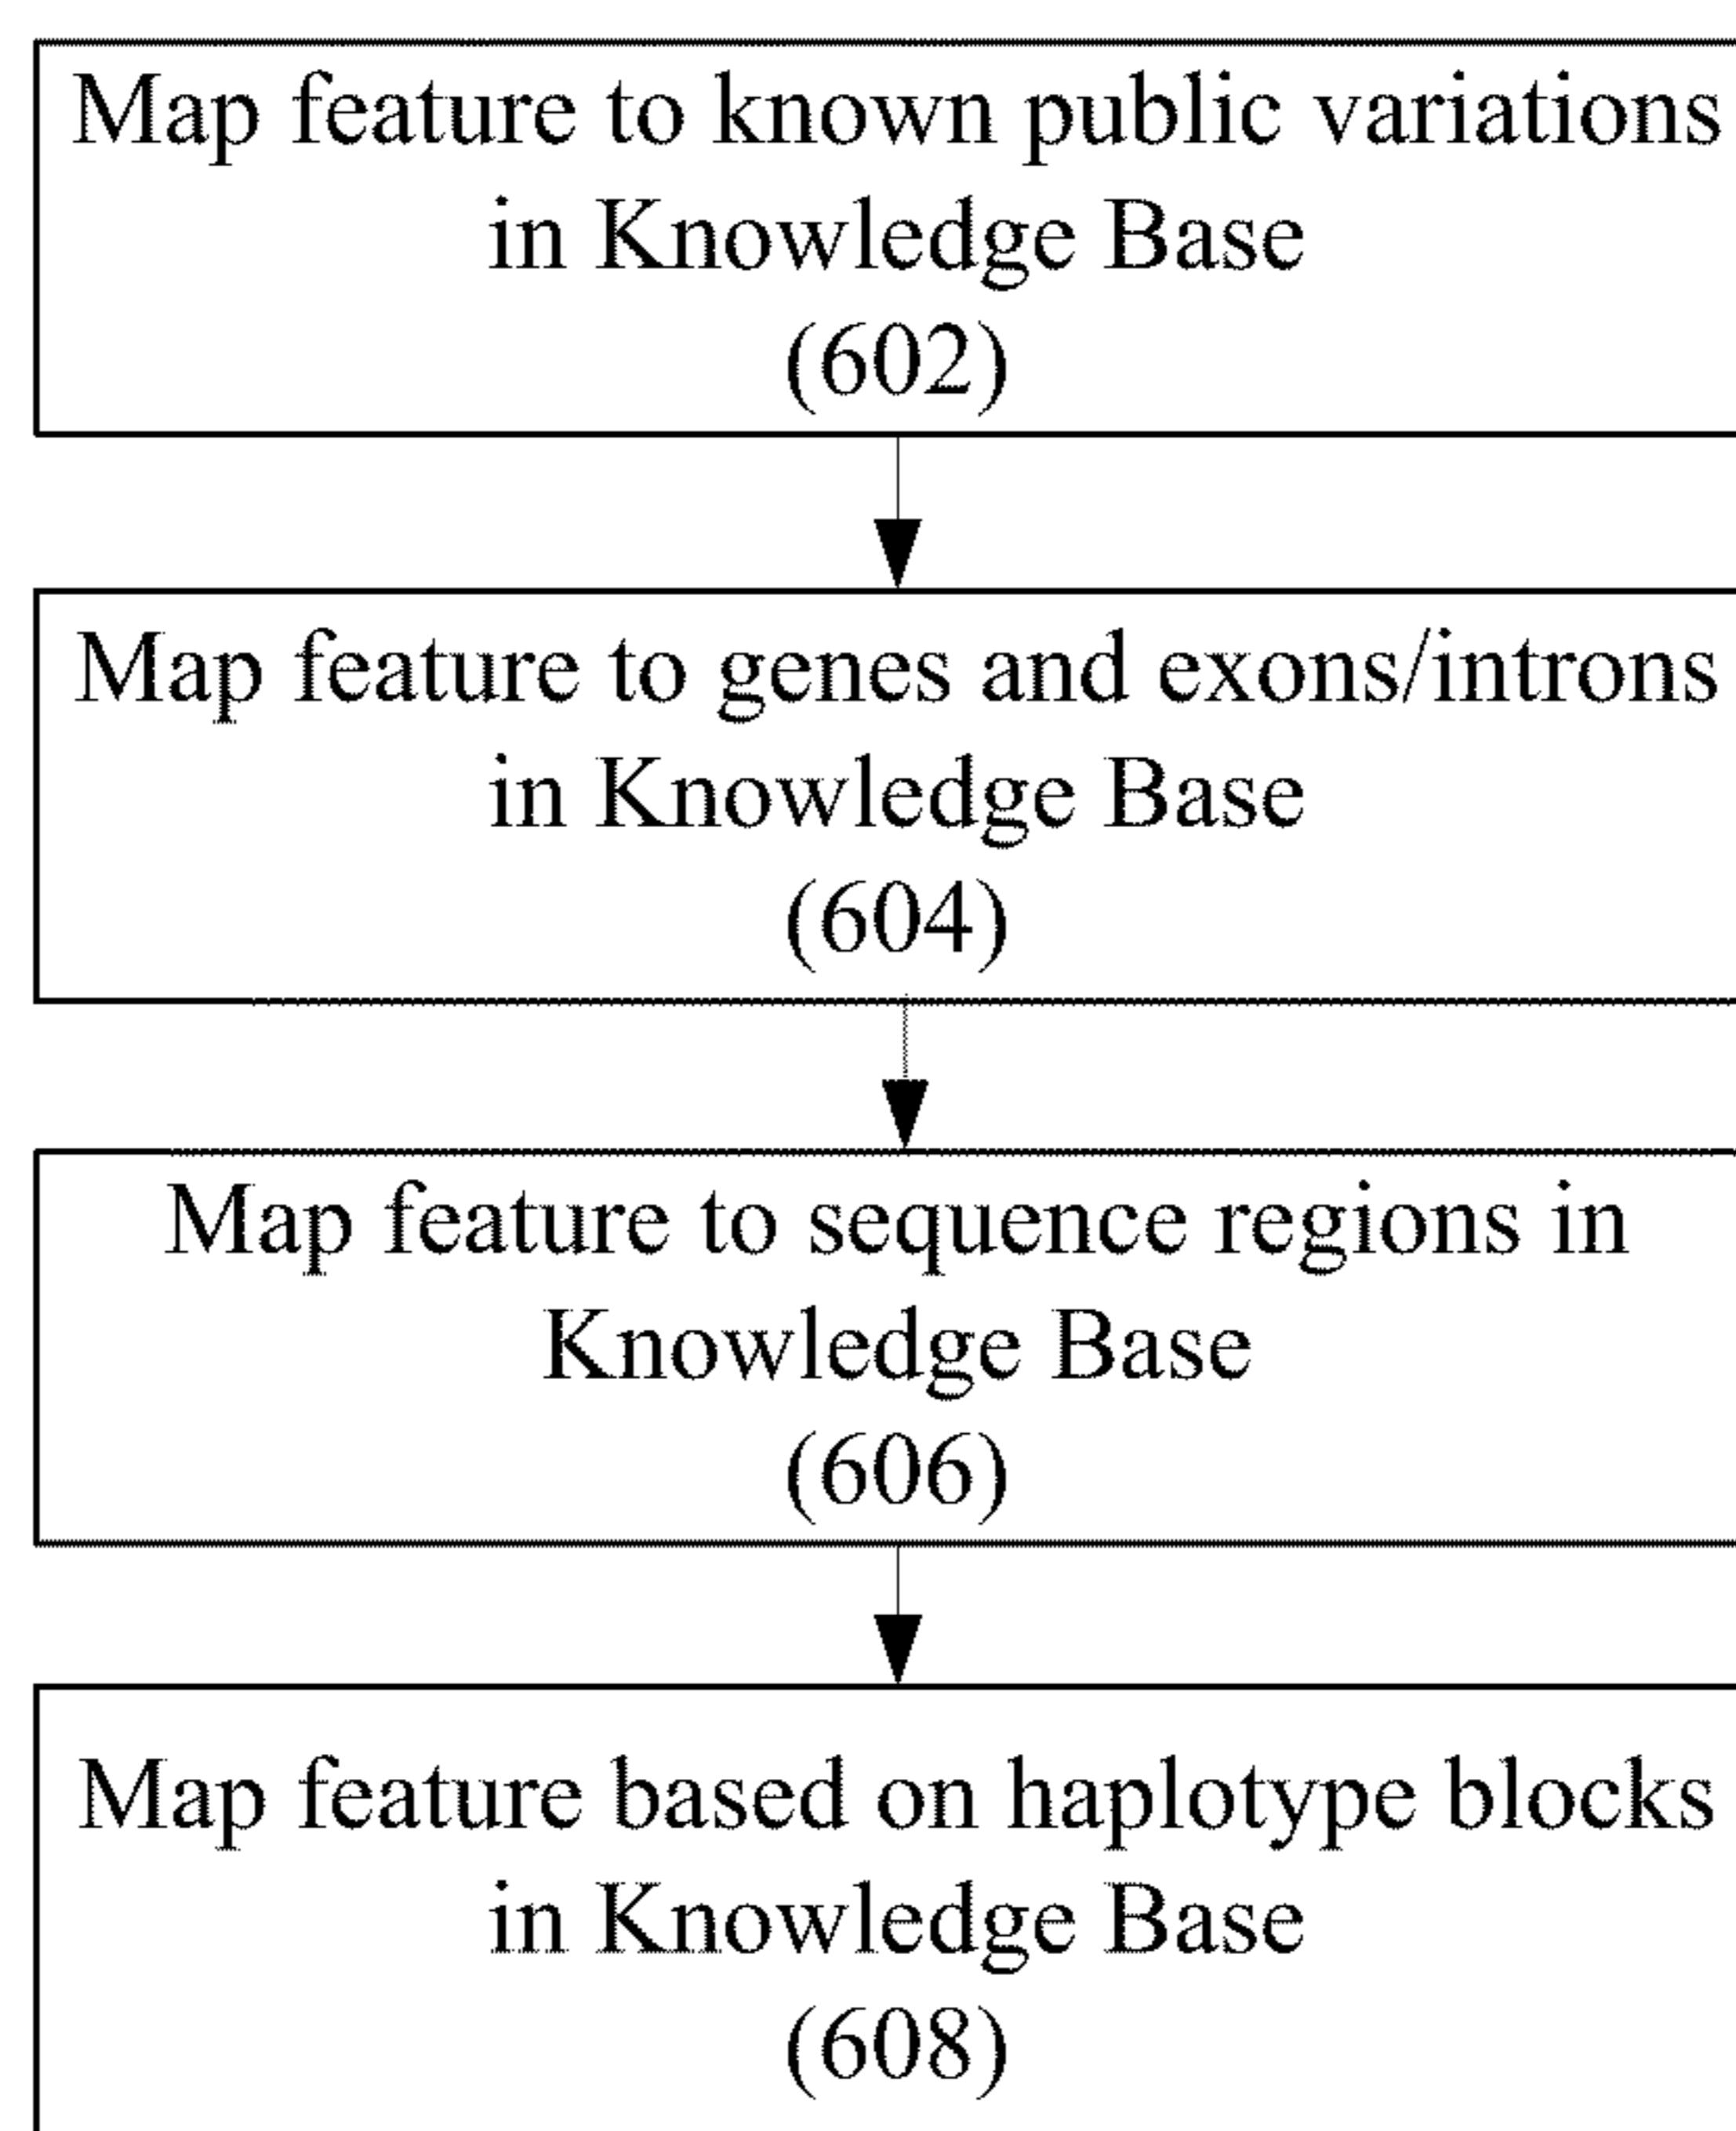 Map feature to known public variations
in Knowledge Base
(602)
Map feature to genes and exons/introns
in Knowledge Base
(604)
Map feature to sequence regions in
Knowledge Base
(606)
Map feature based on haplotype blocks
in Knowledge Base
(608)